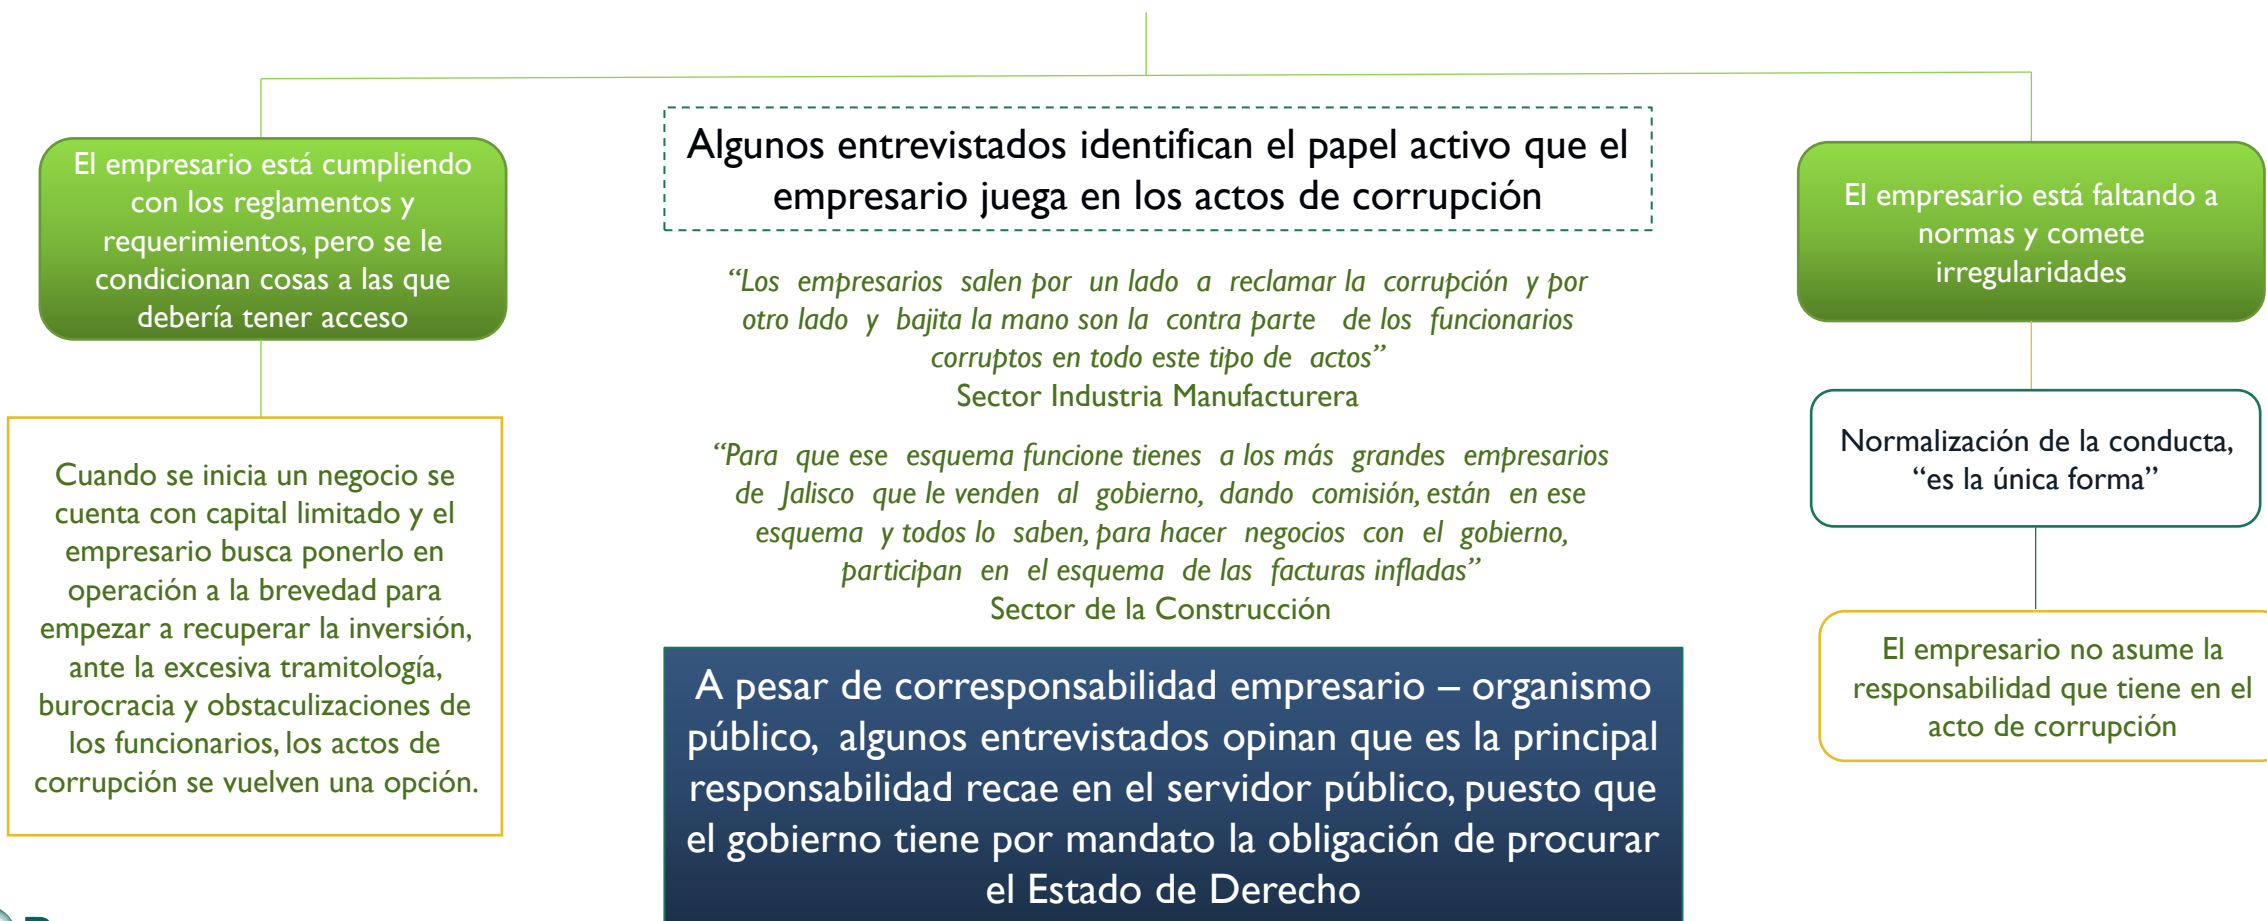 El empresario está cumpliendo
con los reglamentos y
requerimientos, pero se le
condicionan cosas a las que
debería tener acceso
Cuando se inicia un negocio se
cuenta con capital limitado y el
empresario busca ponerlo en
operación a la brevedad para
empezar a recuperar la inversión,
ante la excesiva tramitología,
burocracia y obstaculizaciones de
los funcionarios, los actos de
corrupción se vuelven una opción.
Algunos entrevistados identifican el papel activo que el
empresario juega en los actos de corrupción
“Los empresarios salen por un lado a reclamar la corrupción y por
otro lado y bajita la mano son la contra parte de los funcionarios
corruptos en todo este tipo de actos”
Sector Industria Manufacturera
“Para que ese esquema funcione tienes a los más grandes empresarios
de Jalisco que le venden al gobierno, dando comisión, están en ese
esquema y todos lo saben, para hacer negocios con el gobierno,
participan en el esquema de las facturas infladas”
Sector de la Construcción
A pesar de corresponsabilidad empresario – organismo
público, algunos entrevistados opinan que es la principal
responsabilidad recae en el servidor público, puesto que
el gobierno tiene por mandato la obligación de procurar
el Estado de Derecho
El empresario está faltando a
normas y comete
irregularidades
Normalización de la conducta,
“es la única forma”
El empresario no asume la
responsabilidad que tiene en el
acto de corrupción